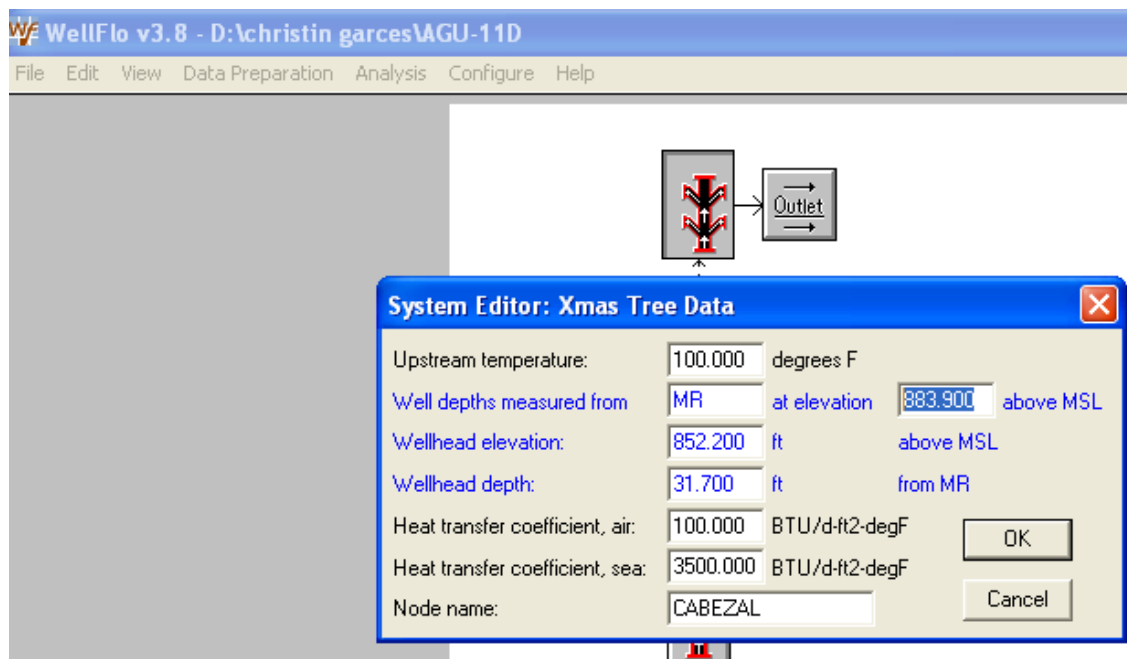 WellFlo v3.8 - D:\christin garces\AGU-11D
File Edit View Data Preparation Analysis Configure Help
Outlet
System Editor: Xmas Tree Data
Upstream temperature: 100.000 degrees F
Well depths measured from MR at elevation 883.900 above MSL
Wellhead elevation: 852.200 ft above MSL
Wellhead depth: 31.700 ft from MR
Heat transfer coefficient, air: 100.000 BTU/d-ft2-degF
OK
Heat transfer coefficient, sea: 3500.000 BTU/d-ft2-degF
Node name: CABEZAL
Cancel